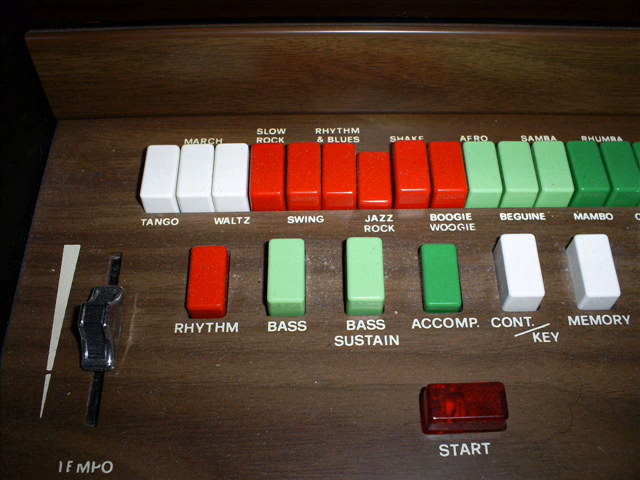 MARCH
SLOW
ROCK
RHYTHM
& BLUES
SHAKE
AFRO
SAMBA
RHUMBA
TANGO
WALTZ
SWING
JAZZ
ROCK
BOOGIE
WOOGIE
BEGUINE
MAMBO
RHYTHM
BASS
BASS
SUSTAIN
ACCOMP.
CONT./KEY
MEMORY
START
TEMPO